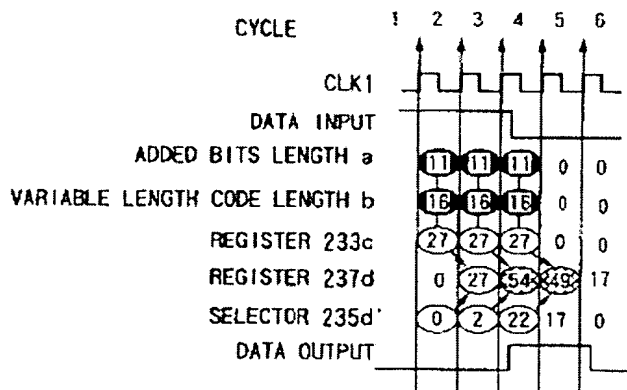 CYCLE 1 2 3 4 5 6
CLK1
DATA INPUT
ADDED BITS LENGTH a 11 11 11 0 0
VARIABLE LENGTH CODE LENGTH b 16 16 16 0 0
REGISTER 233c 27 27 27 0 0
REGISTER 237d 0 27 54 49 17
SELECTOR 235d' 0 2 22 17 0
DATA OUTPUT